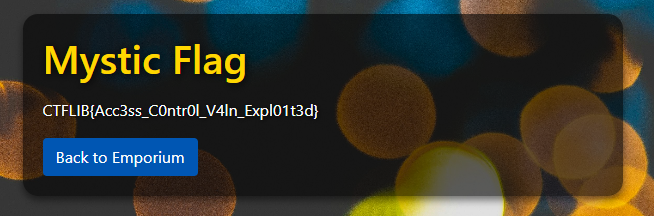 Mystic Flag
CTFLIB{Acc3ss_C0ntr0l_V4ln_Expl01t3d}
Back to Emporium